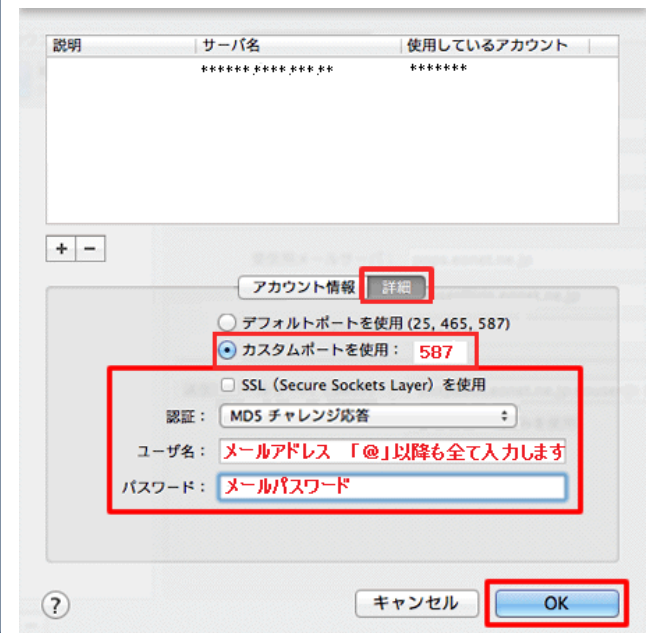 説明 サーバ名 使用しているアカウント
******.****.***.** *******
+ −
アカウント情報 詳細
デフォルトポートを使用 (25, 465, 587)
カスタムポートを使用： 587
SSL（Secure Sockets Layer）を使用
認証： MD5 チャレンジ応答
ユーザ名： メールアドレス 「@」以降も全て入力します
パスワード： メールパスワード
? キャンセル OK